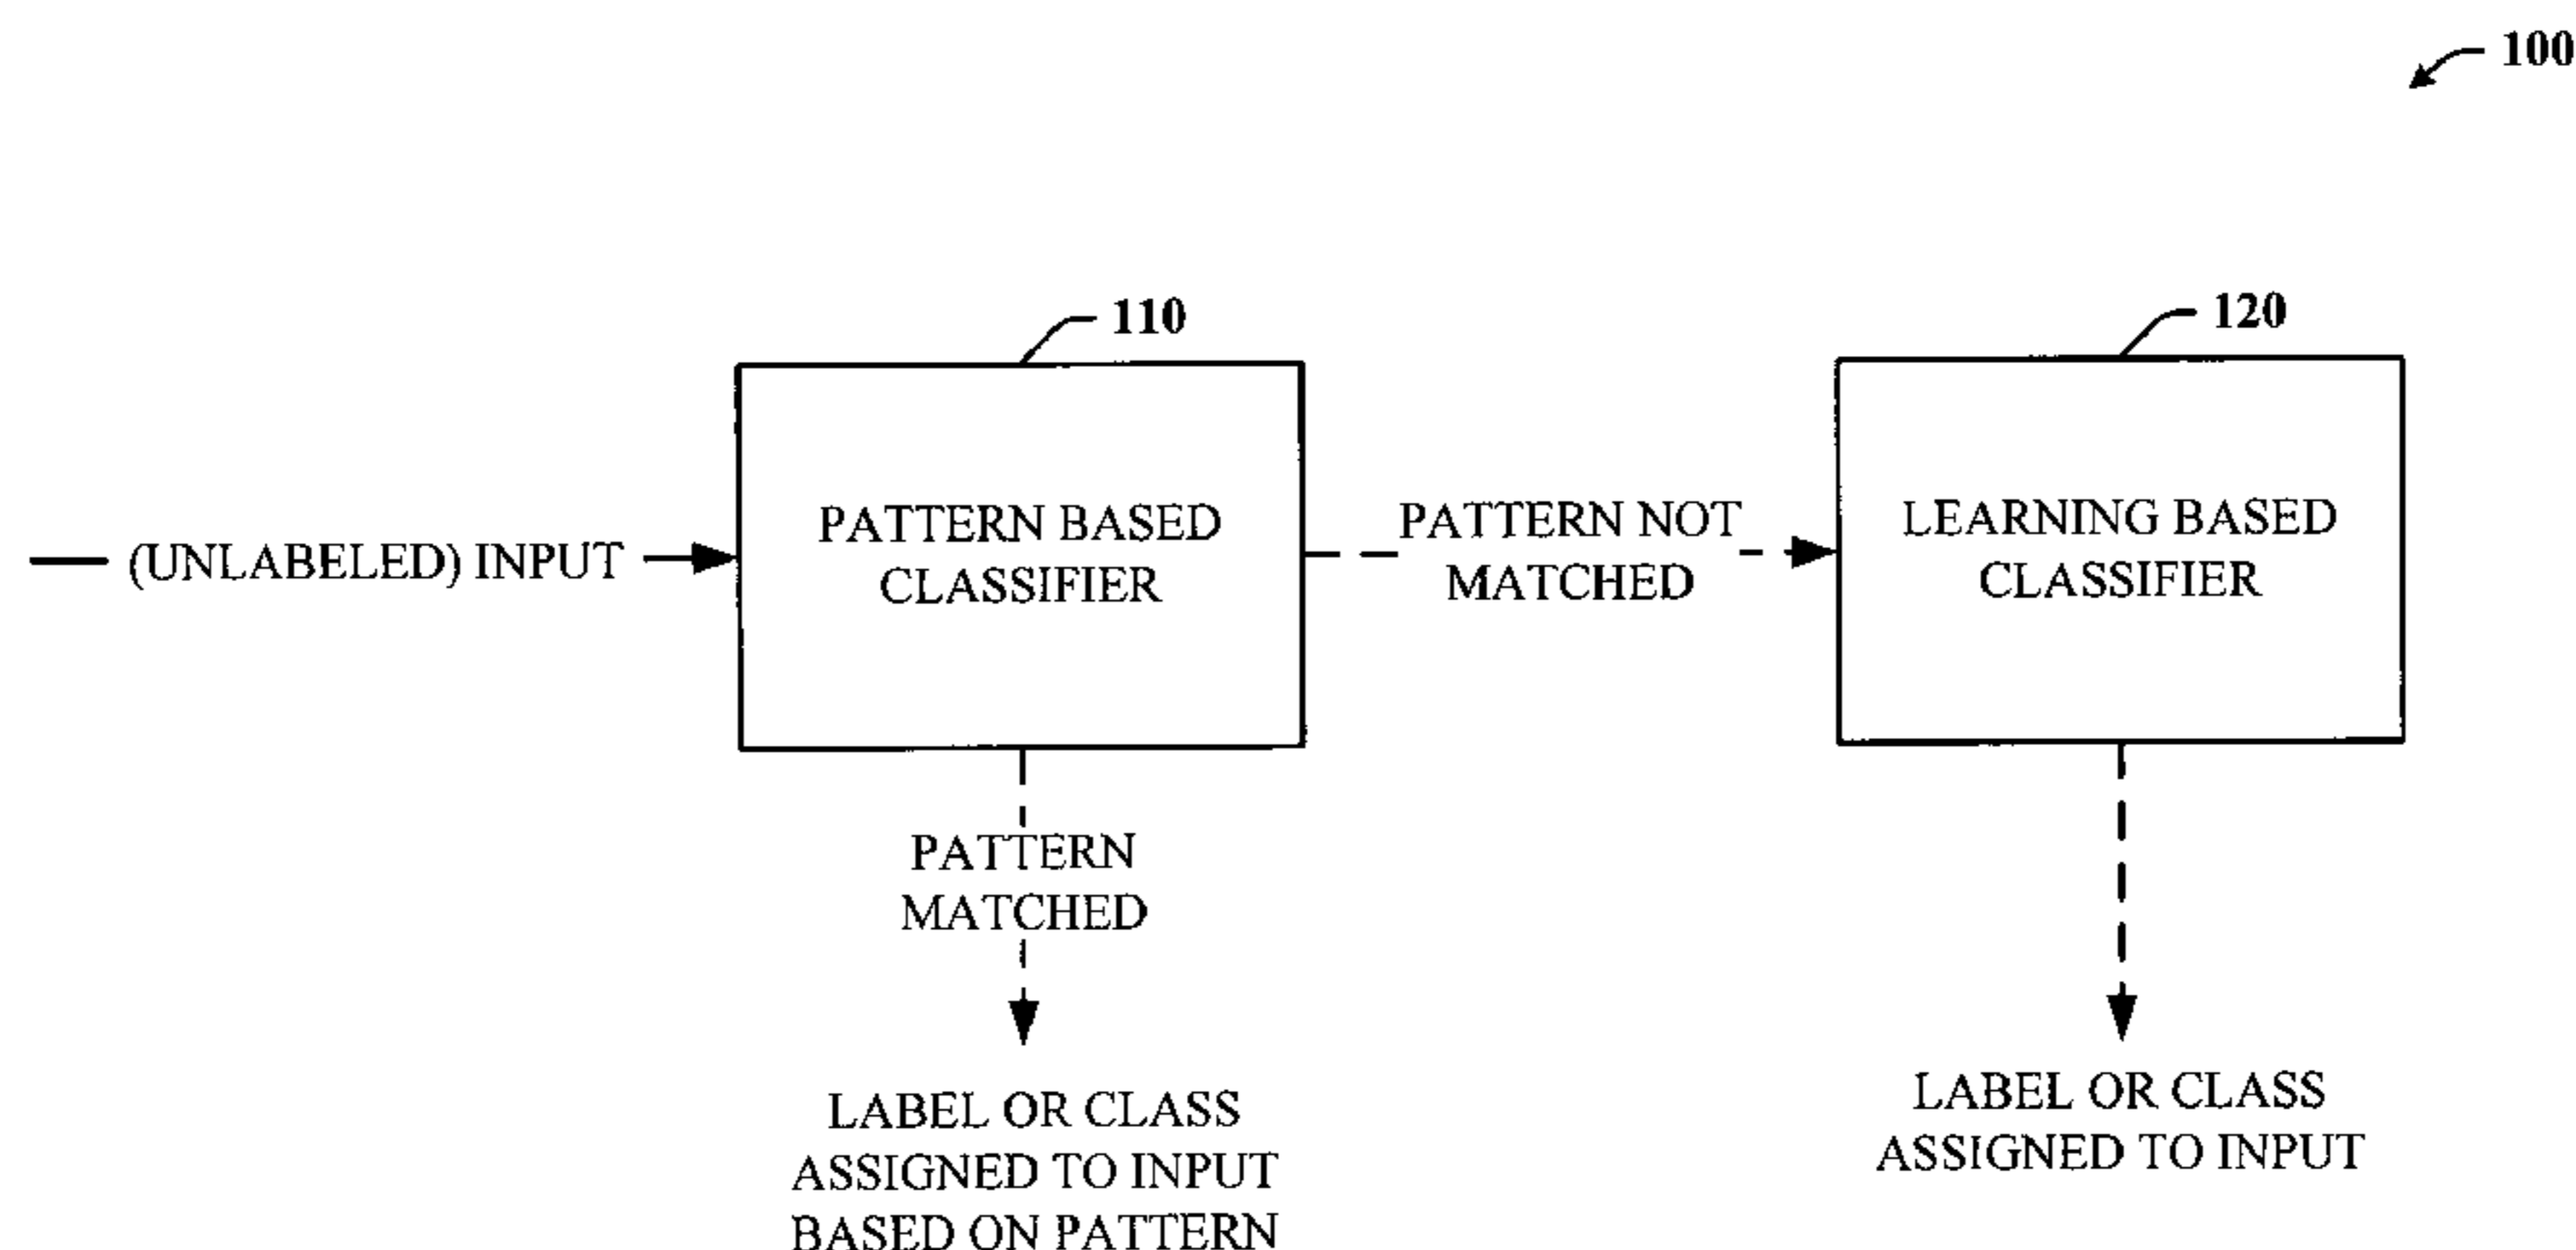 100
110
120
(UNLABELED) INPUT
PATTERN BASED
CLASSIFIER
PATTERN NOT
MATCHED
LEARNING BASED
CLASSIFIER
PATTERN
MATCHED
LABEL OR CLASS
ASSIGNED TO INPUT
BASED ON PATTERN
LABEL OR CLASS
ASSIGNED TO INPUT